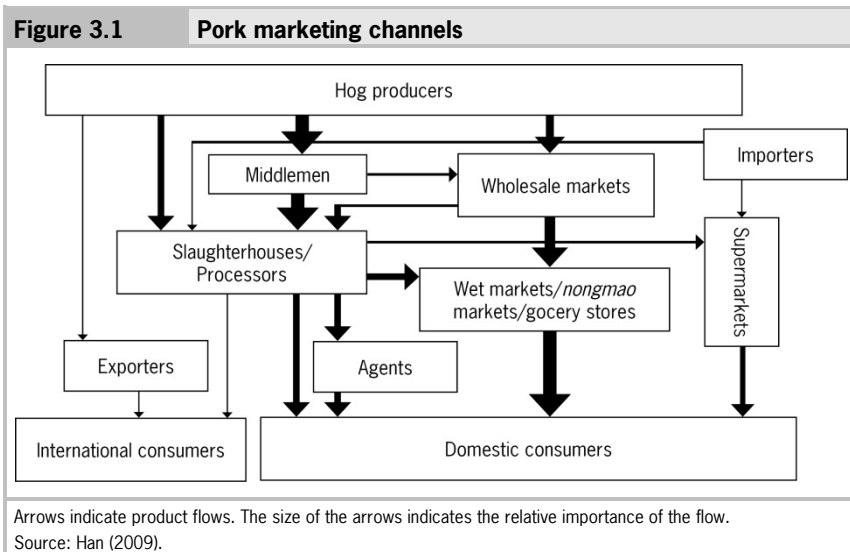 Figure 3.1 Pork marketing channels
Hog producers
Importers
Middlemen
Wholesale markets
Slaughterhouses/
Processors
Supermarkets
Wet markets/nongmao
markets/gocery stores
Exporters
Agents
International consumers
Domestic consumers
Arrows indicate product flows. The size of the arrows indicates the relative importance of the flow.
Source: Han (2009).